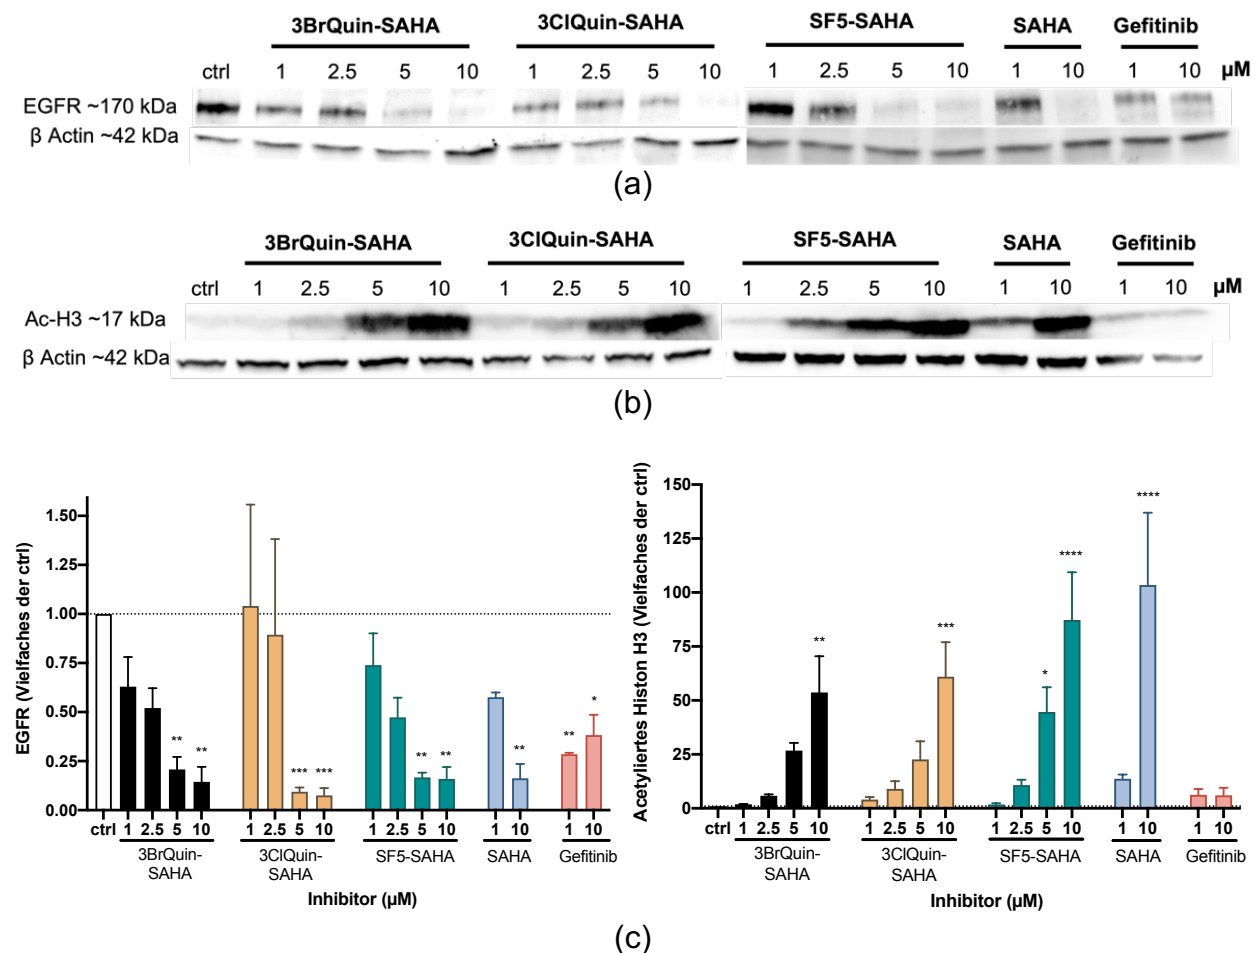 3BrQuin-SAHA 3ClQuin-SAHA SF5-SAHA SAHA Gefitinib
ctrl 1 2.5 5 10 1 2.5 5 10 1 2.5 5 10 1 10 1 10 µM
EGFR ~170 kDa
β Actin ~42 kDa
(a)
3BrQuin-SAHA 3ClQuin-SAHA SF5-SAHA SAHA Gefitinib
ctrl 1 2.5 5 10 1 2.5 5 10 1 2.5 5 10 1 10 1 10 µM
Ac-H3 ~17 kDa
β Actin ~42 kDa
(b)
EGFR (Vielfaches der ctrl)
1.50
1.25
1.00
0.75
0.50
0.25
0.00
** ** *** *** ** ** ** ** *
ctrl 1 2.5 5 10 1 2.5 5 10 1 2.5 5 10 1 10 1 10
3BrQuin-SAHA 3ClQuin-SAHA SF5-SAHA SAHA Gefitinib
Inhibitor (µM)
Acetyliertes Histon H3 (Vielfaches der ctrl)
150
125
100
75
50
25
0
** *** * **** ****
ctrl 1 2.5 5 10 1 2.5 5 10 1 2.5 5 10 1 10 1 10
3BrQuin-SAHA 3ClQuin-SAHA SF5-SAHA SAHA Gefitinib
Inhibitor (µM)
(c)